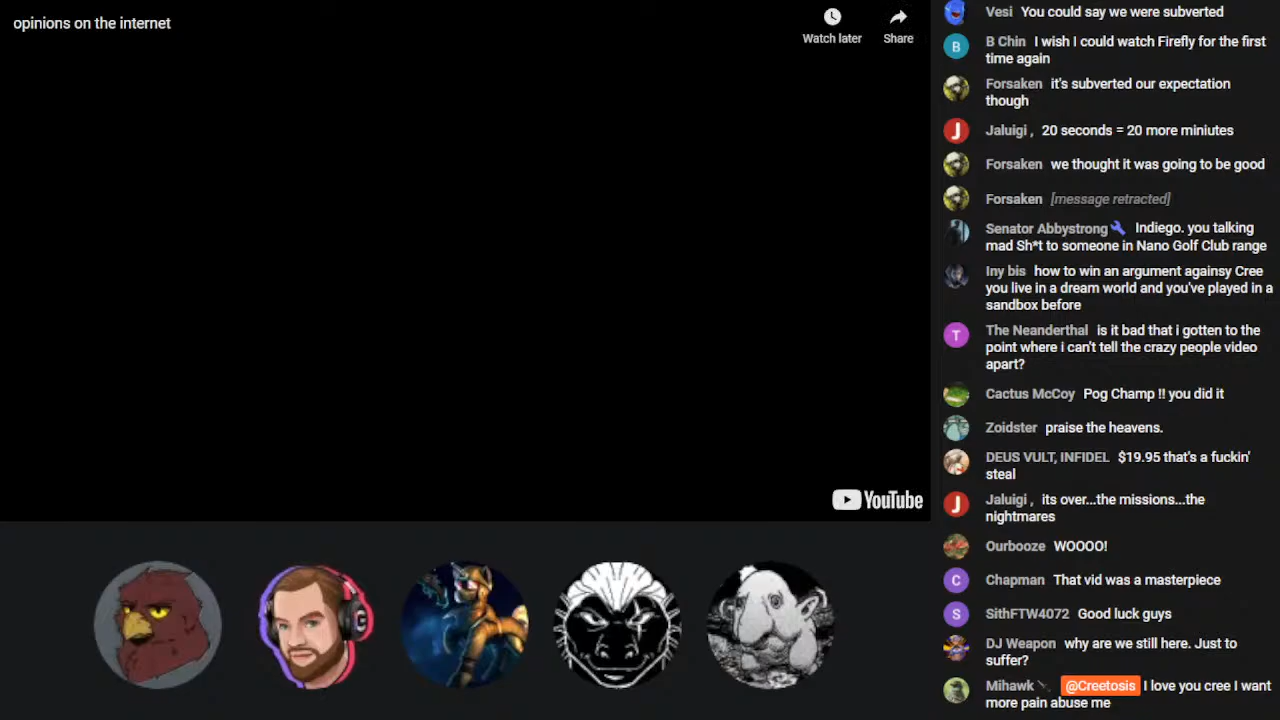 opinions on the internet
Watch later
Share
YouTube
Vesi You could say we were subverted
B
B Chin I wish I could watch Firefly for the first
time again
Forsaken it's subverted our expectation
though
J
Jaluigi , 20 seconds = 20 more miniutes
Forsaken we thought it was going to be good
Forsaken [message retracted]
Senator Abbystrong Indiego. you talking
mad Sh*t to someone in Nano Golf Club range
Iny bis how to win an argument againsy Cree
you live in a dream world and you've played in a
sandbox before
T
The Neanderthal is it bad that i gotten to the
point where i can't tell the crazy people video
apart?
Cactus McCoy Pog Champ !! you did it
Zoidster praise the heavens.
DEUS VULT, INFIDEL $19.95 that's a fuckin'
steal
J
Jaluigi , its over...the missions...the
nightmares
Ourbooze WOOOO!
C
Chapman That vid was a masterpiece
S
SithFTW4072 Good luck guys
DJ Weapon why are we still here. Just to
suffer?
Mihawk @Creetosis I love you cree I want
more pain abuse me